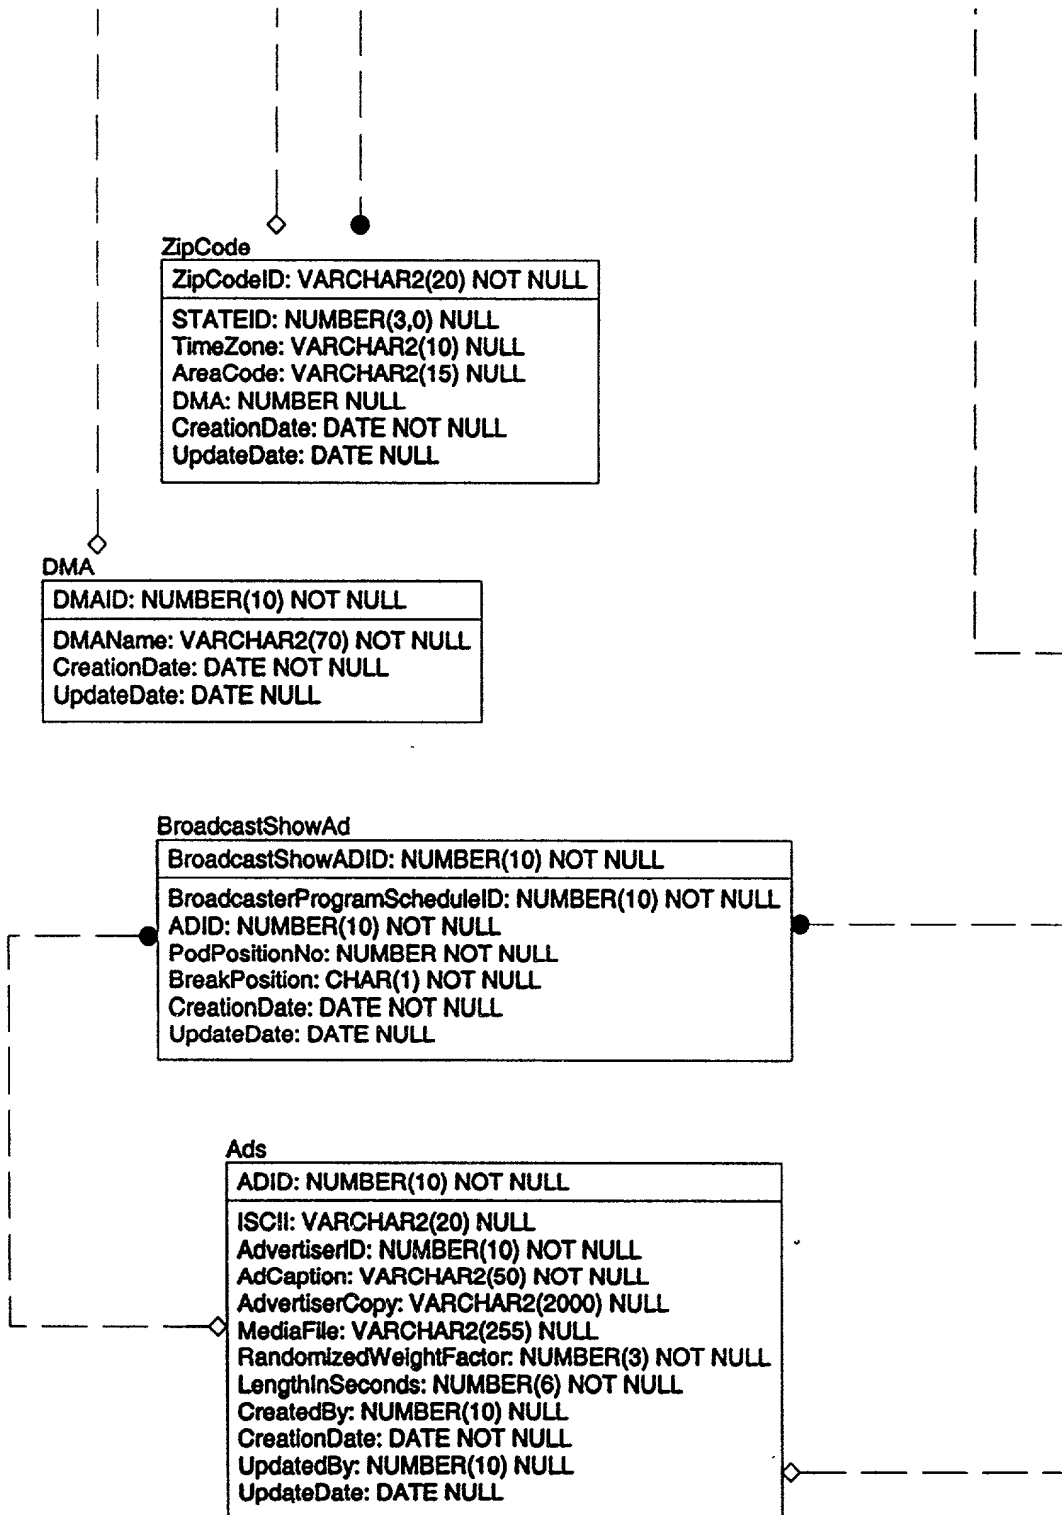 ZipCode
ZipCodeID: VARCHAR2(20) NOT NULL
STATEID: NUMBER(3,0) NULL
TimeZone: VARCHAR2(10) NULL
AreaCode: VARCHAR2(15) NULL
DMA: NUMBER NULL
CreationDate: DATE NOT NULL
UpdateDate: DATE NULL
DMA
DMAID: NUMBER(10) NOT NULL
DMAName: VARCHAR2(70) NOT NULL
CreationDate: DATE NOT NULL
UpdateDate: DATE NULL
BroadcastShowAd
BroadcastShowADID: NUMBER(10) NOT NULL
BroadcasterProgramScheduleID: NUMBER(10) NOT NULL
ADID: NUMBER(10) NOT NULL
PodPositionNo: NUMBER NOT NULL
BreakPosition: CHAR(1) NOT NULL
CreationDate: DATE NOT NULL
UpdateDate: DATE NULL
Ads
ADID: NUMBER(10) NOT NULL
ISCII: VARCHAR2(20) NULL
AdvertiserID: NUMBER(10) NOT NULL
AdCaption: VARCHAR2(50) NOT NULL
AdvertiserCopy: VARCHAR2(2000) NULL
MediaFile: VARCHAR2(255) NULL
RandomizedWeightFactor: NUMBER(3) NOT NULL
LengthInSeconds: NUMBER(6) NOT NULL
CreatedBy: NUMBER(10) NULL
CreationDate: DATE NOT NULL
UpdatedBy: NUMBER(10) NULL
UpdateDate: DATE NULL